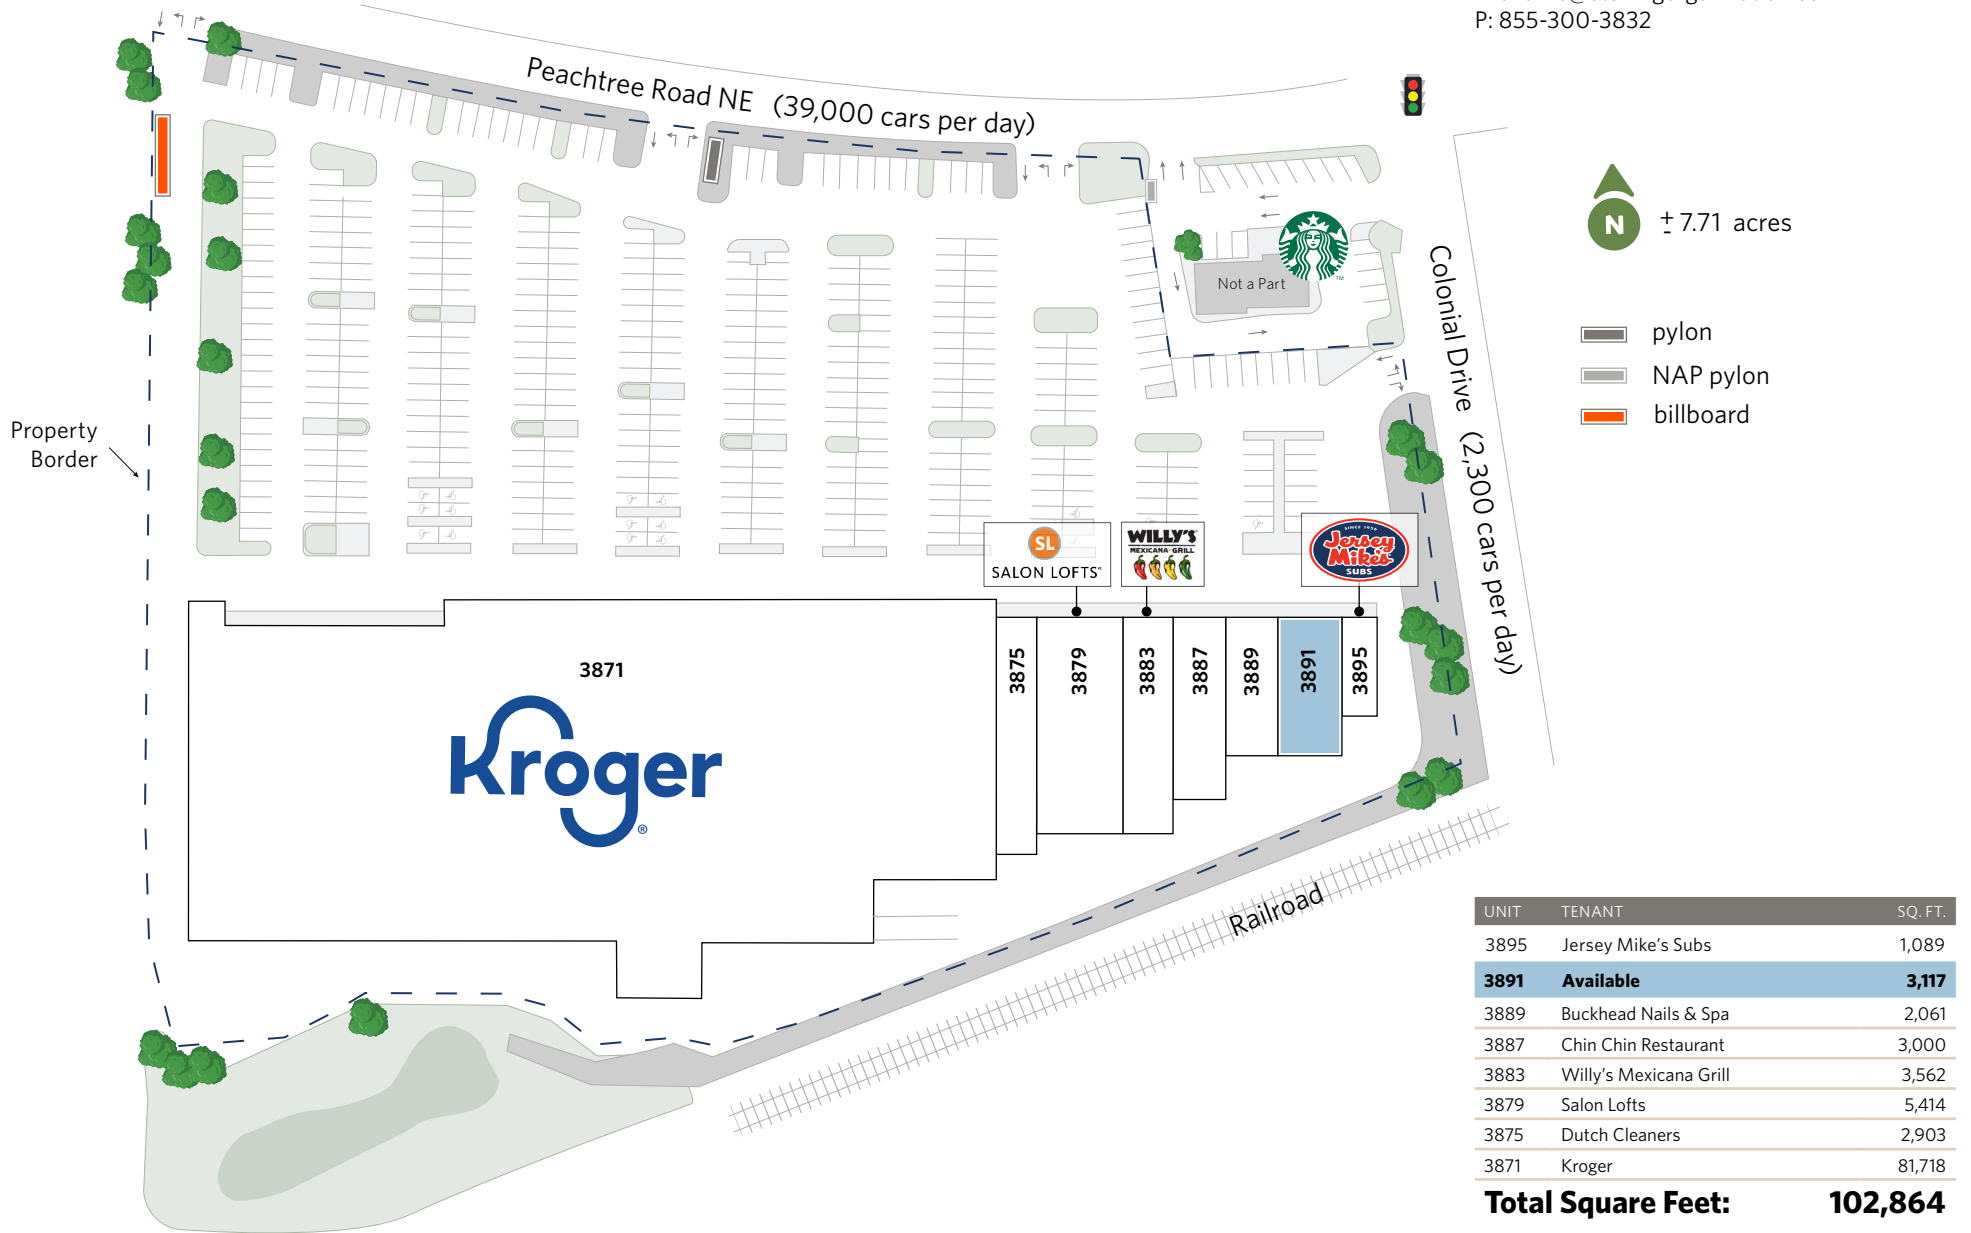 P: 855-300-3832
Peachtree Road NE (39,000 cars per day)
N
± 7.71 acres
Colonial Drive (2,300 cars per day)
Not a Part
TM
pylon
NAP pylon
billboard
Property
Border
SL
SALON LOFTS
WILLY'S
MEXICANA GRILL
SINCE 1956
Jersey
Mike's
SUBS
3871
Kroger®
3875
3879
3883
3887
3889
3891
3895
Railroad
UNIT TENANT SQ. FT.
3895 Jersey Mike's Subs 1,089
3891 Available 3,117
3889 Buckhead Nails & Spa 2,061
3887 Chin Chin Restaurant 3,000
3883 Willy's Mexicana Grill 3,562
3879 Salon Lofts 5,414
3875 Dutch Cleaners 2,903
3871 Kroger 81,718
Total Square Feet: 102,864